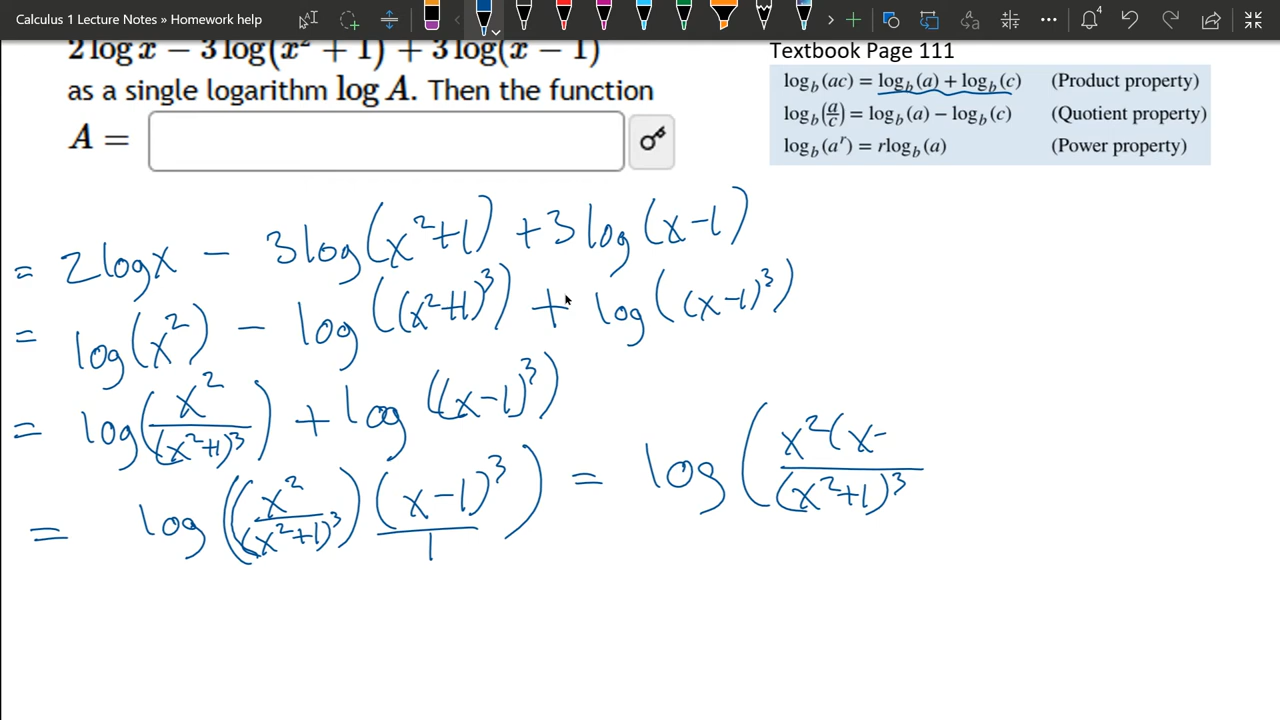 Calculus 1 Lecture Notes » Homework help
2 log x − 3 log(x² + 1) + 3 log(x − 1)
as a single logarithm log A. Then the function
A =
Textbook Page 111
log_b(ac) = log_b(a) + log_b(c) (Product property)
log_b(a/c) = log_b(a) − log_b(c) (Quotient property)
log_b(a^r) = r log_b(a) (Power property)
= 2 log x − 3 log(x²+1) + 3 log(x−1)
= log(x²) − log((x²+1)³) + log((x−1)³)
= log(x²/(x²+1)³) + log((x−1)³)
= log((x²/(x²+1)³) (x−1)³/1) = log(x²(x-/(x²+1)³
4